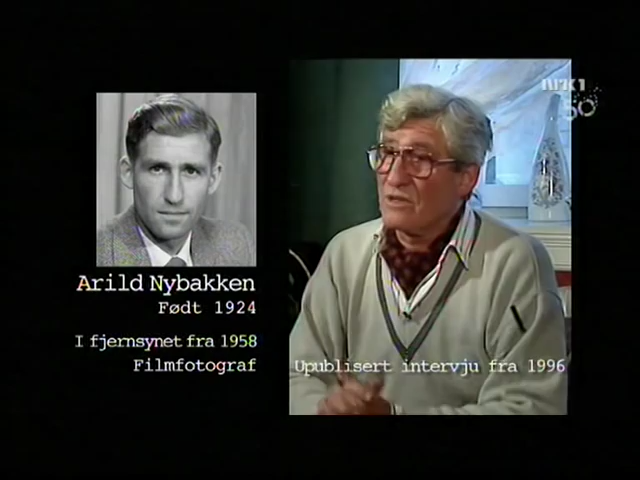 NRK1
50
Arild Nybakken
Født 1924
I fjernsynet fra 1958
Filmfotograf
Upublisert intervju fra 1996